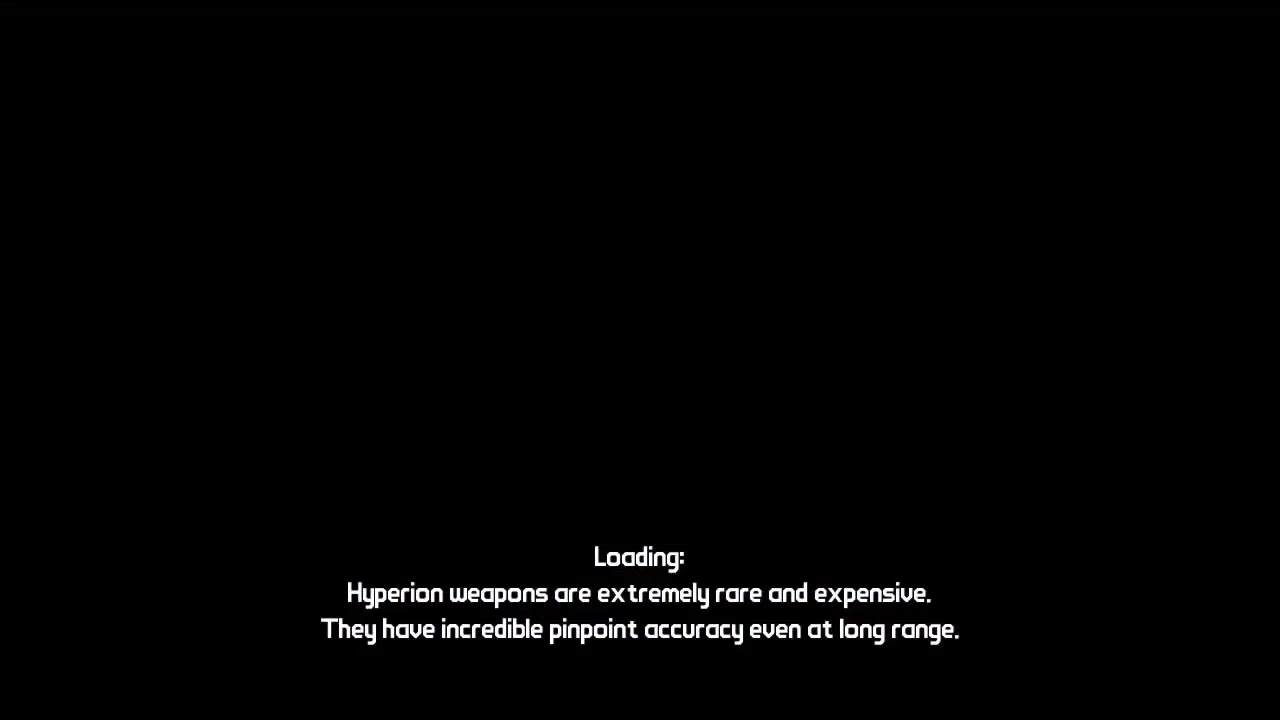 Loading:
Hyperion weapons are extremely rare and expensive.
They have incredible pinpoint accuracy even at long range.